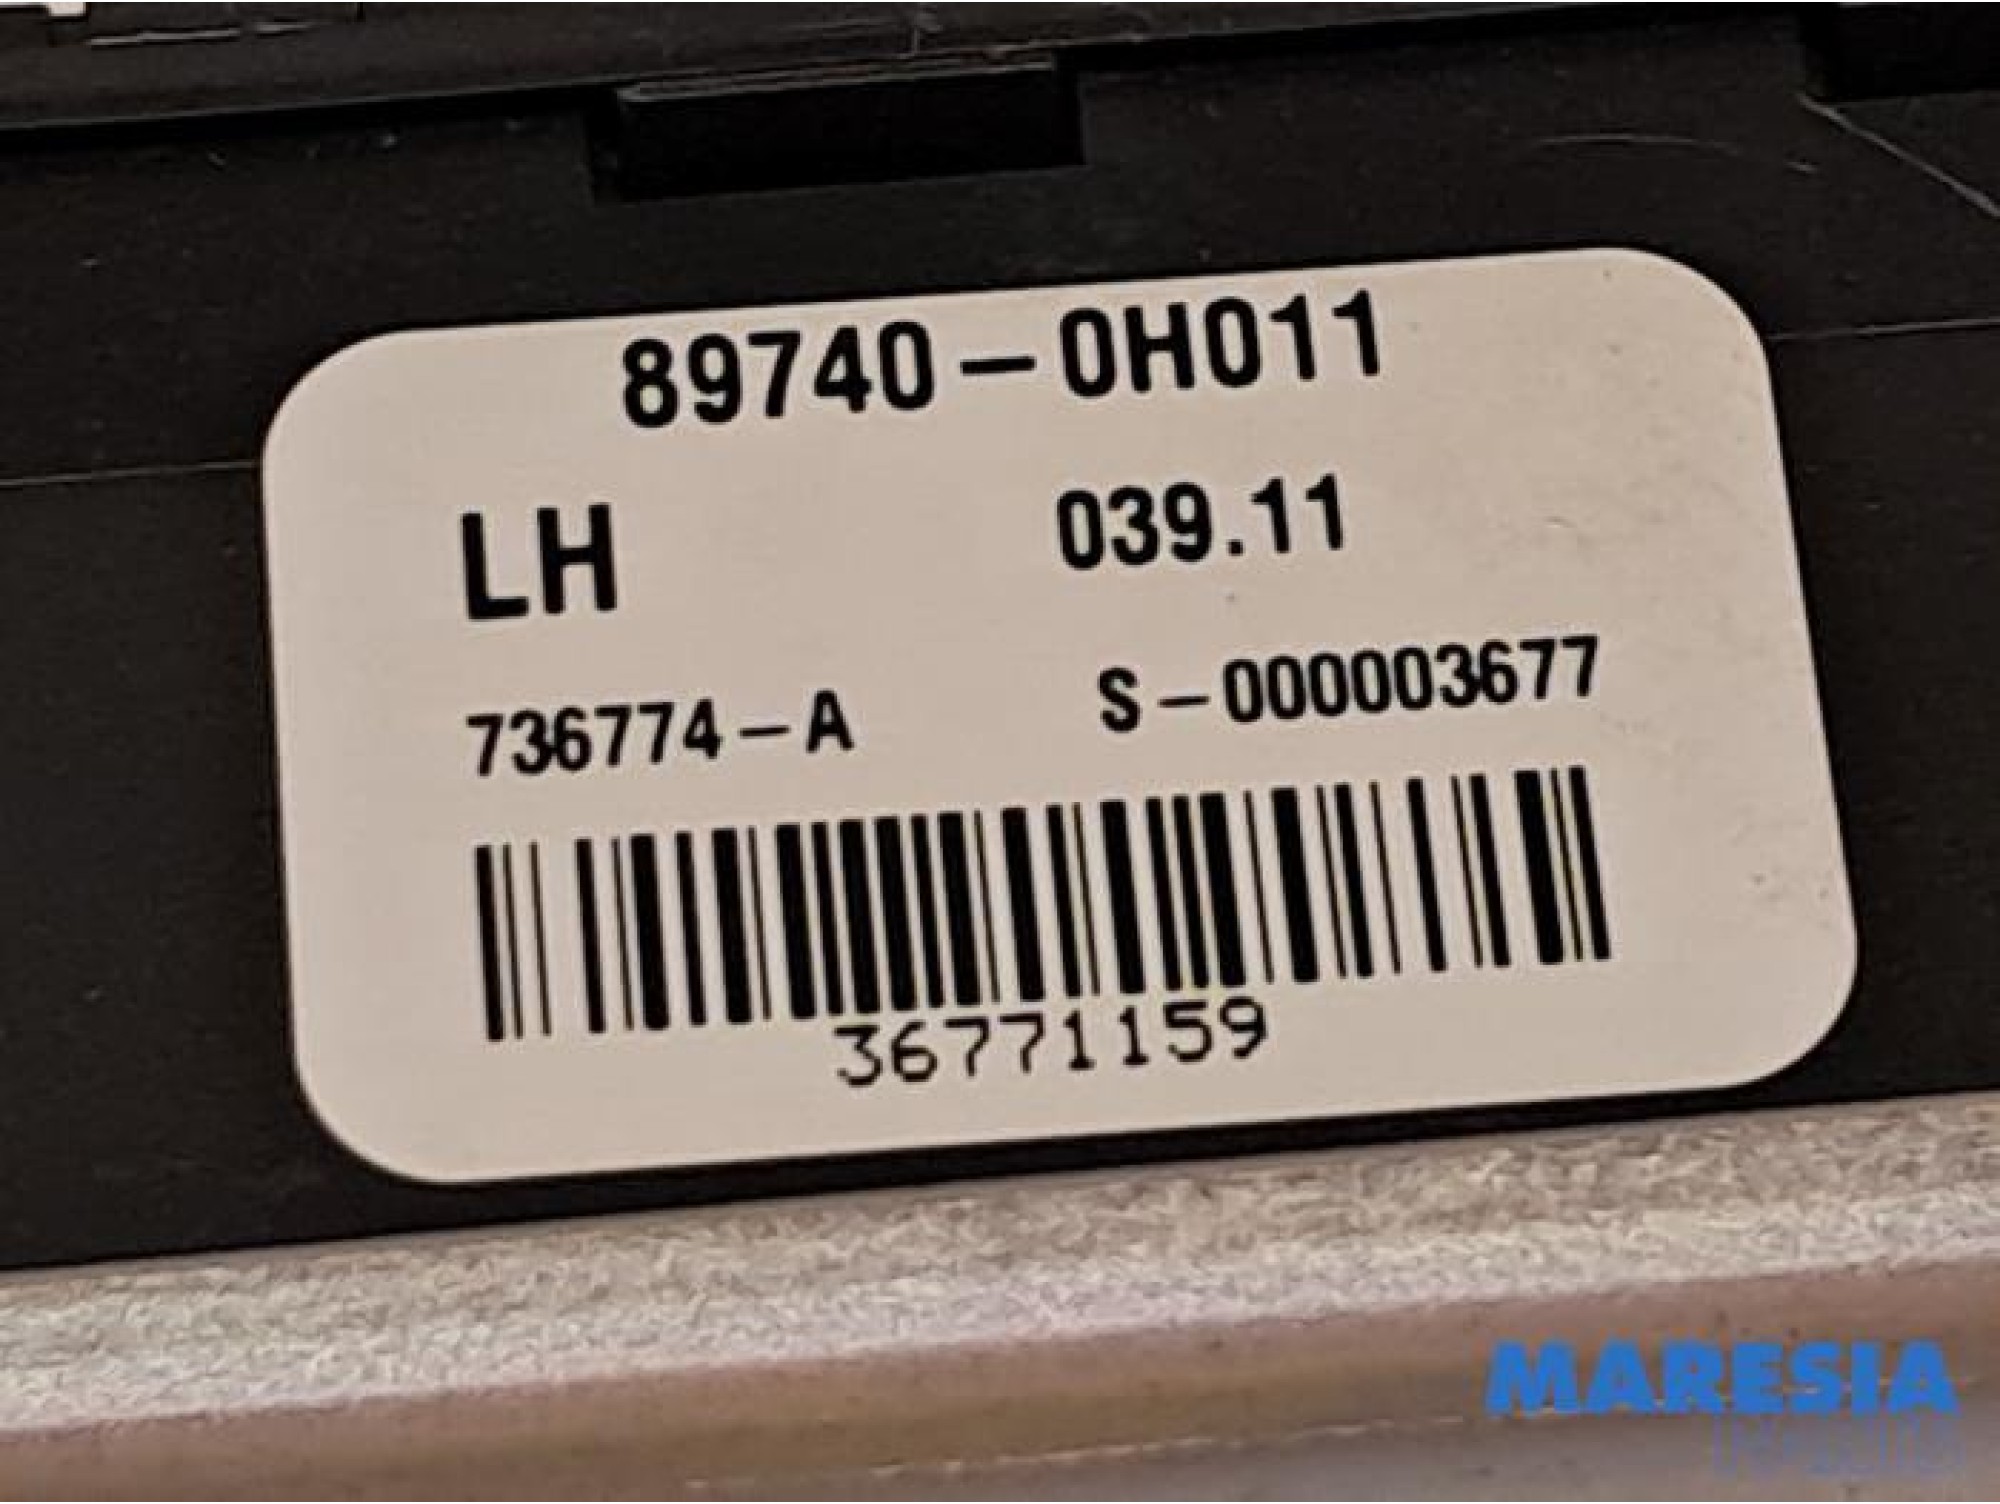 89740-0H011
LH 039.11
736774-A S-000003677
36771159
MARESIA